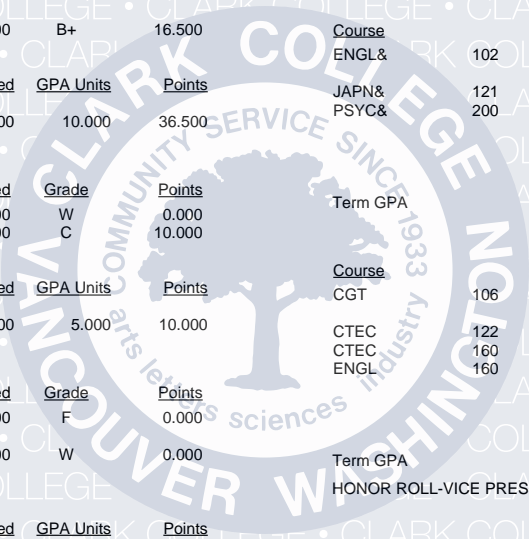 00 B+ 16.500
ed GPA Units Points
00 10.000 36.500
ed Grade Points
00 W 0.000
00 C 10.000
ed GPA Units Points
00 5.000 10.000
ed Grade Points
00 F 0.000
00 W 0.000
ed GPA Units Points
Course
ENGL& 102
JAPN& 121
PSYC& 200
Term GPA
Course
CGT 106
CTEC 122
CTEC 160
ENGL 160
Term GPA
HONOR ROLL-VICE PRES
CLARK COLLEGE
VANCOUVER WASHINGTON
COMMUNITY SERVICE SINCE 1933
arts letters sciences industry